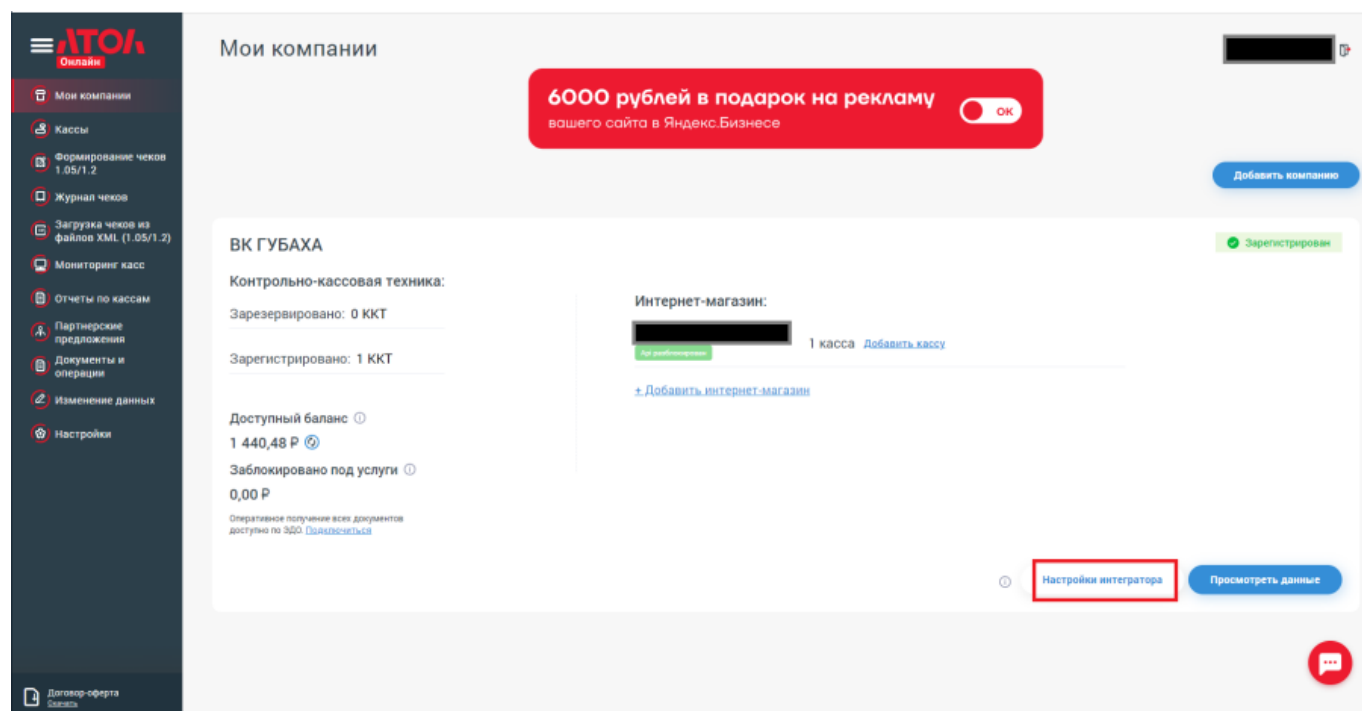 АТОЛ
Онлайн
Мои компании
Кассы
Формирование чеков
1.05/1.2
Журнал чеков
Загрузка чеков из
файлов XML (1.05/1.2)
Мониторинг касс
Отчеты по кассам
Партнерские
предложения
Документы и
операции
Изменение данных
Настройки
Договор-оферта
Скачать
Мои компании
6000 рублей в подарок на рекламу
вашего сайта в Яндекс.Бизнесе
ОК
Добавить компанию
ВК ГУБАХА
Зарегистрирован
Контрольно-кассовая техника:
Зарезервировано: 0 ККТ
Зарегистрировано: 1 ККТ
Интернет-магазин:
Api разблокирован
1 касса Добавить кассу
+ Добавить интернет-магазин
Доступный баланс
1 440,48 ₽
Заблокировано под услуги
0,00 ₽
Оперативное получение всех документов
доступно по ЭДО. Подключиться
Настройки интегратора
Просмотреть данные